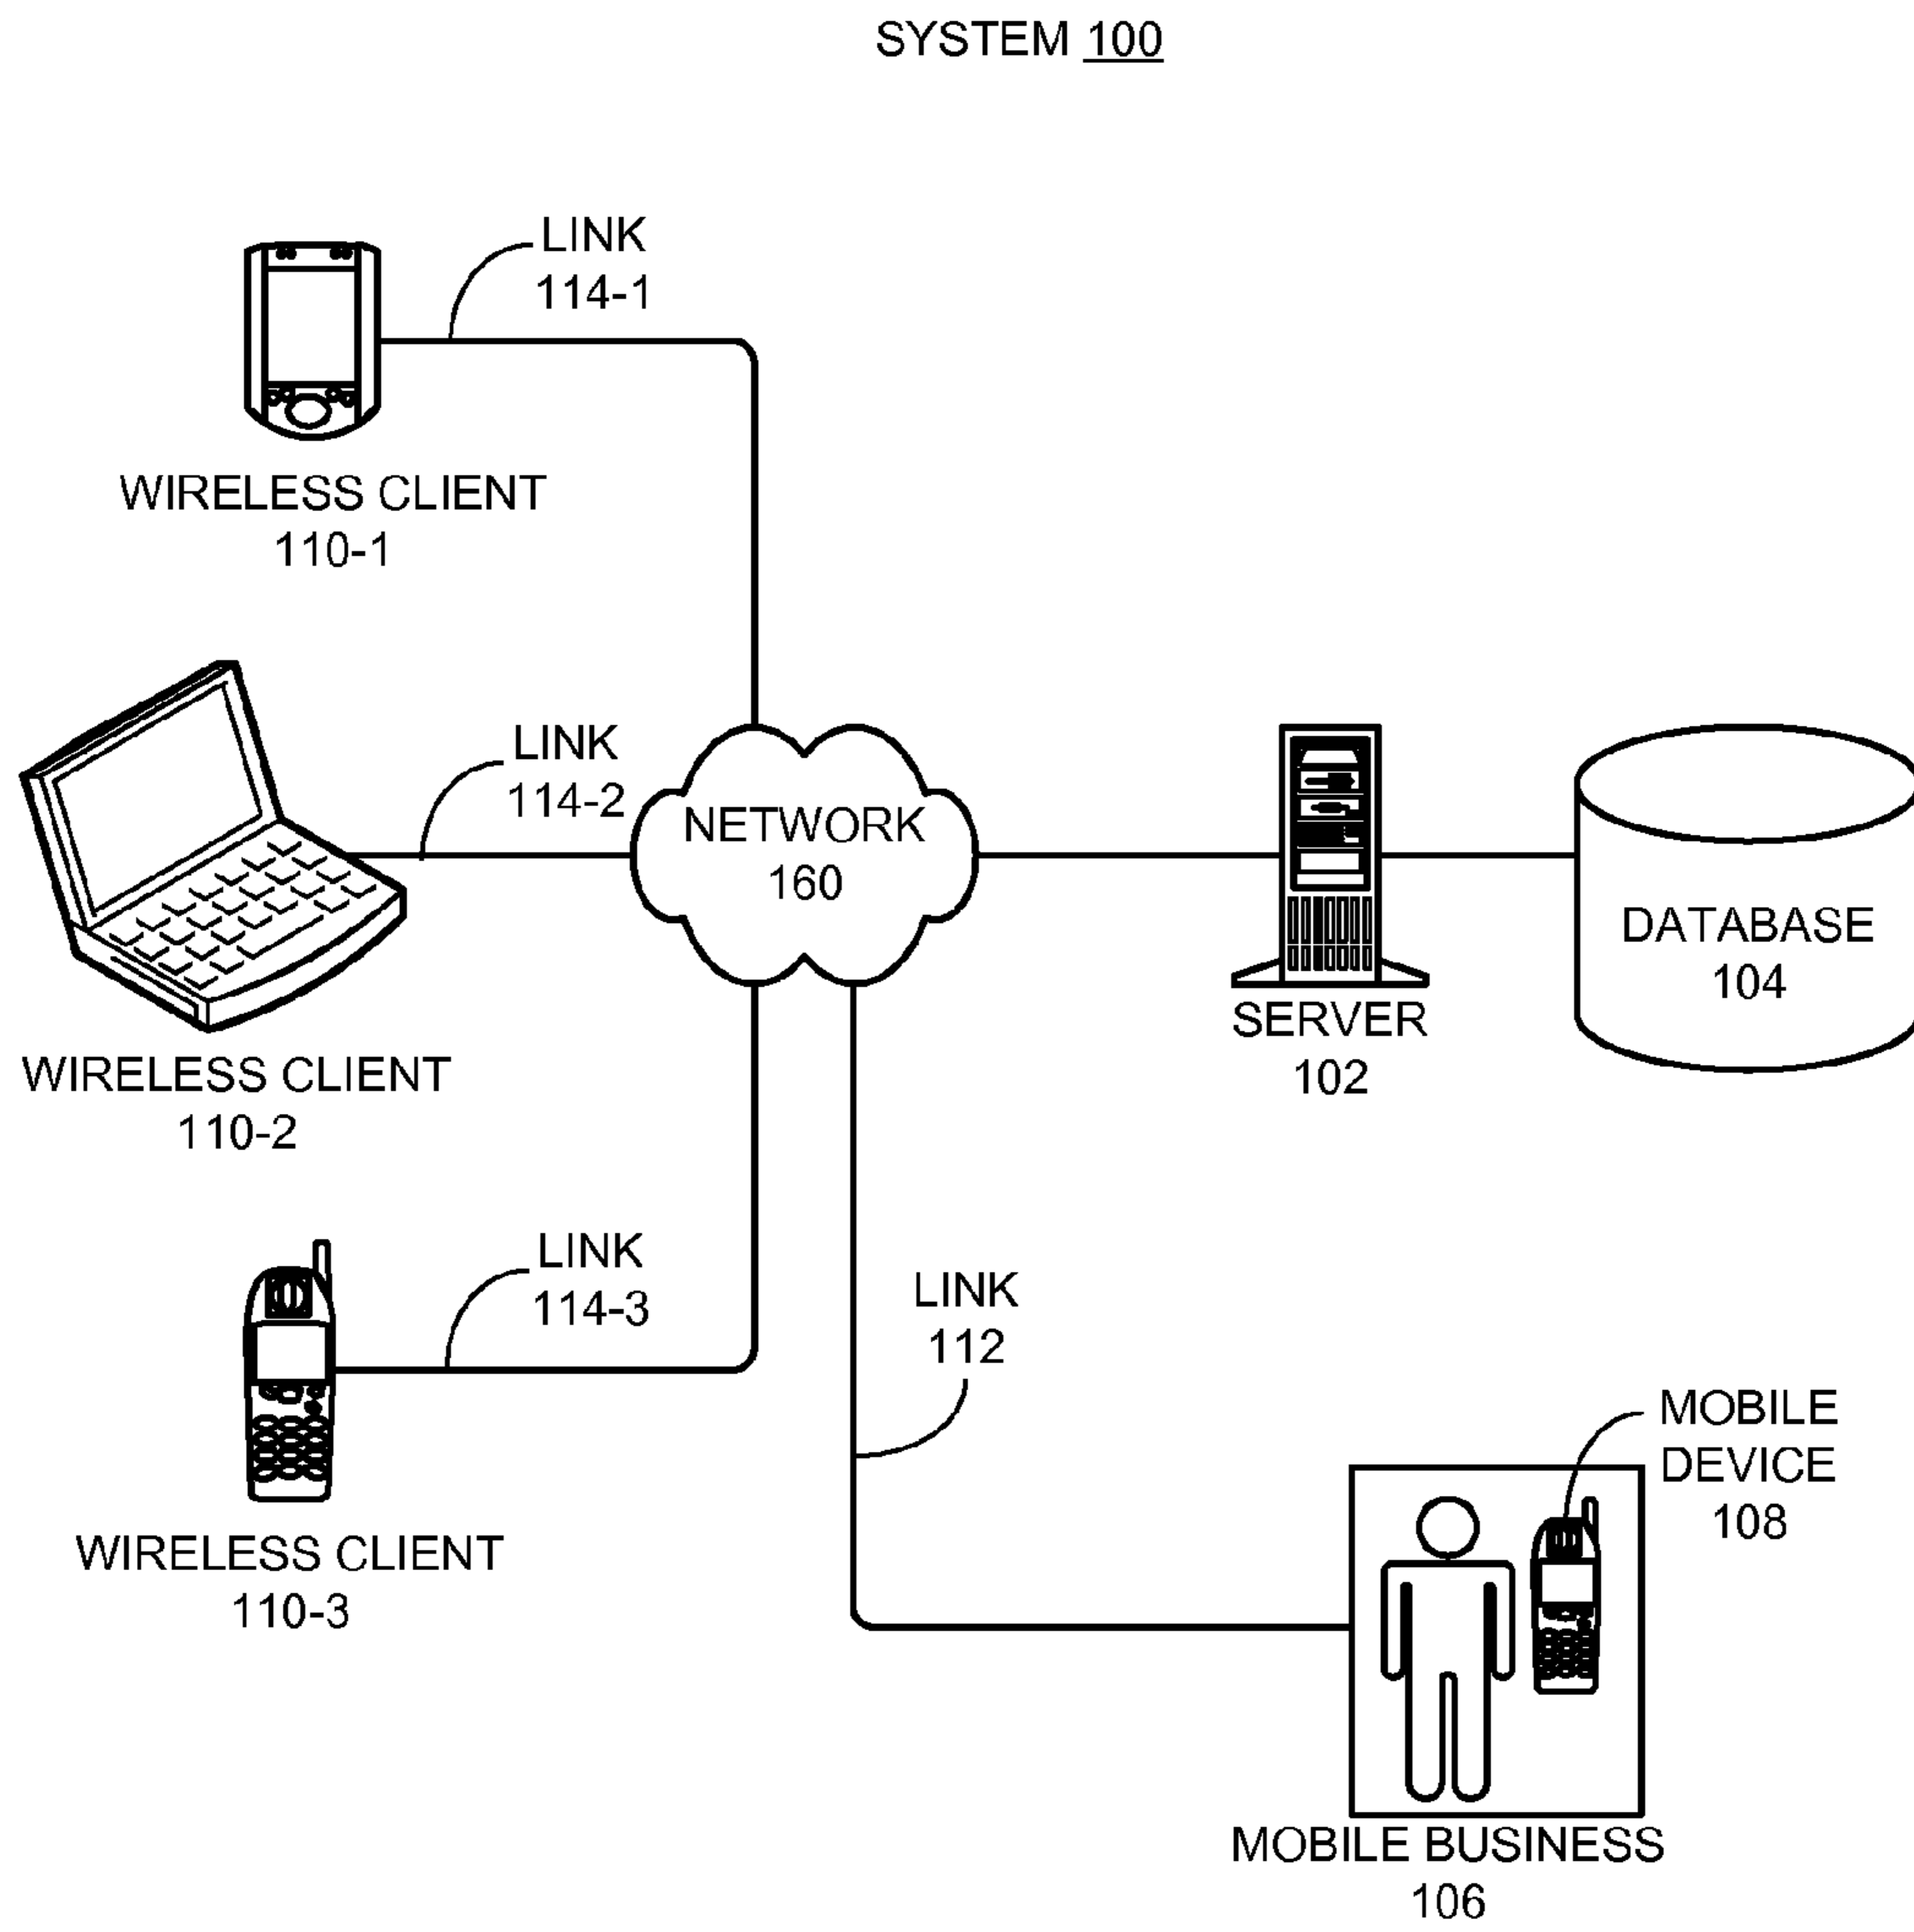 SYSTEM 100
LINK
114-1
WIRELESS CLIENT
110-1
LINK
114-2
NETWORK
160
WIRELESS CLIENT
110-2
SERVER
102
DATABASE
104
LINK
114-3
WIRELESS CLIENT
110-3
LINK
112
MOBILE
DEVICE
108
MOBILE BUSINESS
106